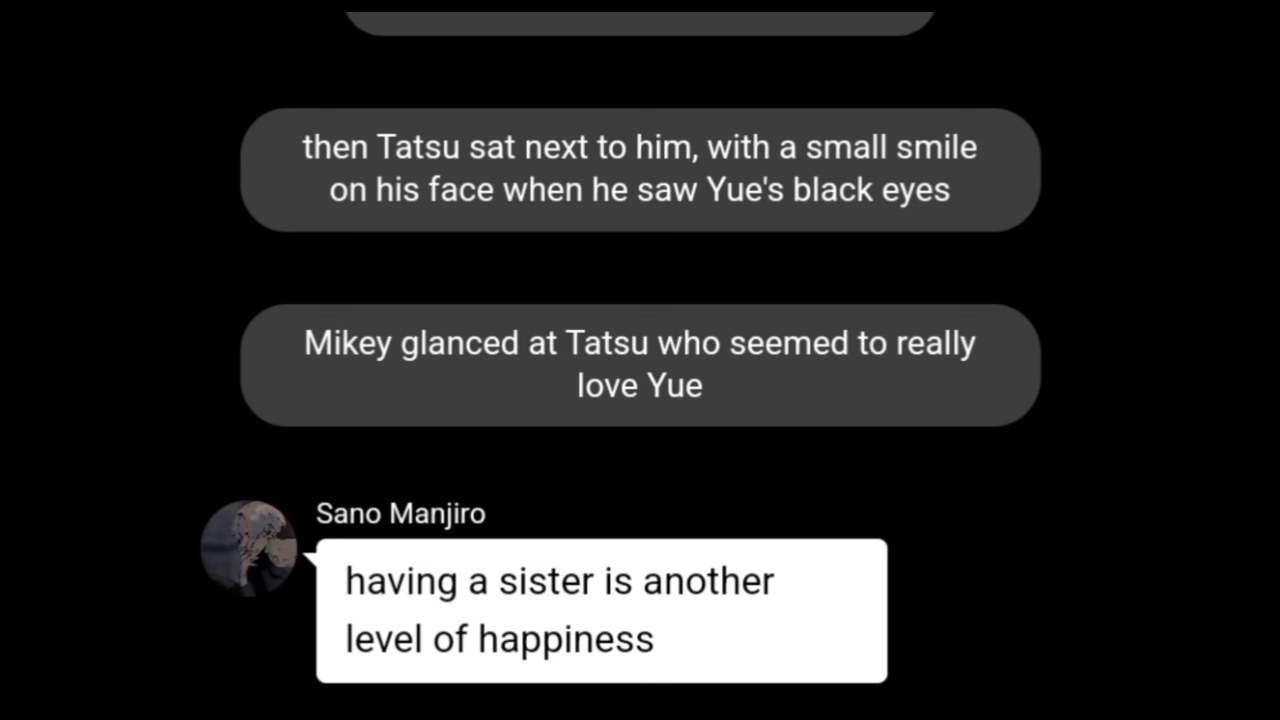 then Tatsu sat next to him, with a small smile
on his face when he saw Yue's black eyes
Mikey glanced at Tatsu who seemed to really
love Yue
Sano Manjiro
having a sister is another
level of happiness